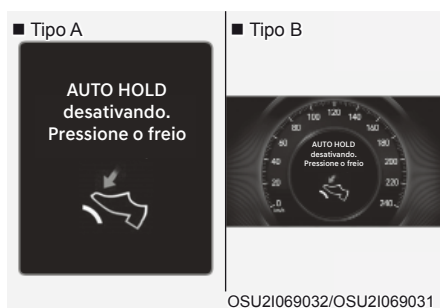 ■ Tipo A
AUTO HOLD
desativando.
Pressione o freio
■ Tipo B
0
20
40
60
80
100
120
140
160
180
200
220
240
km/h
AUTO HOLD
desativando.
Pressione o freio
OSU2I069032/OSU2I069031